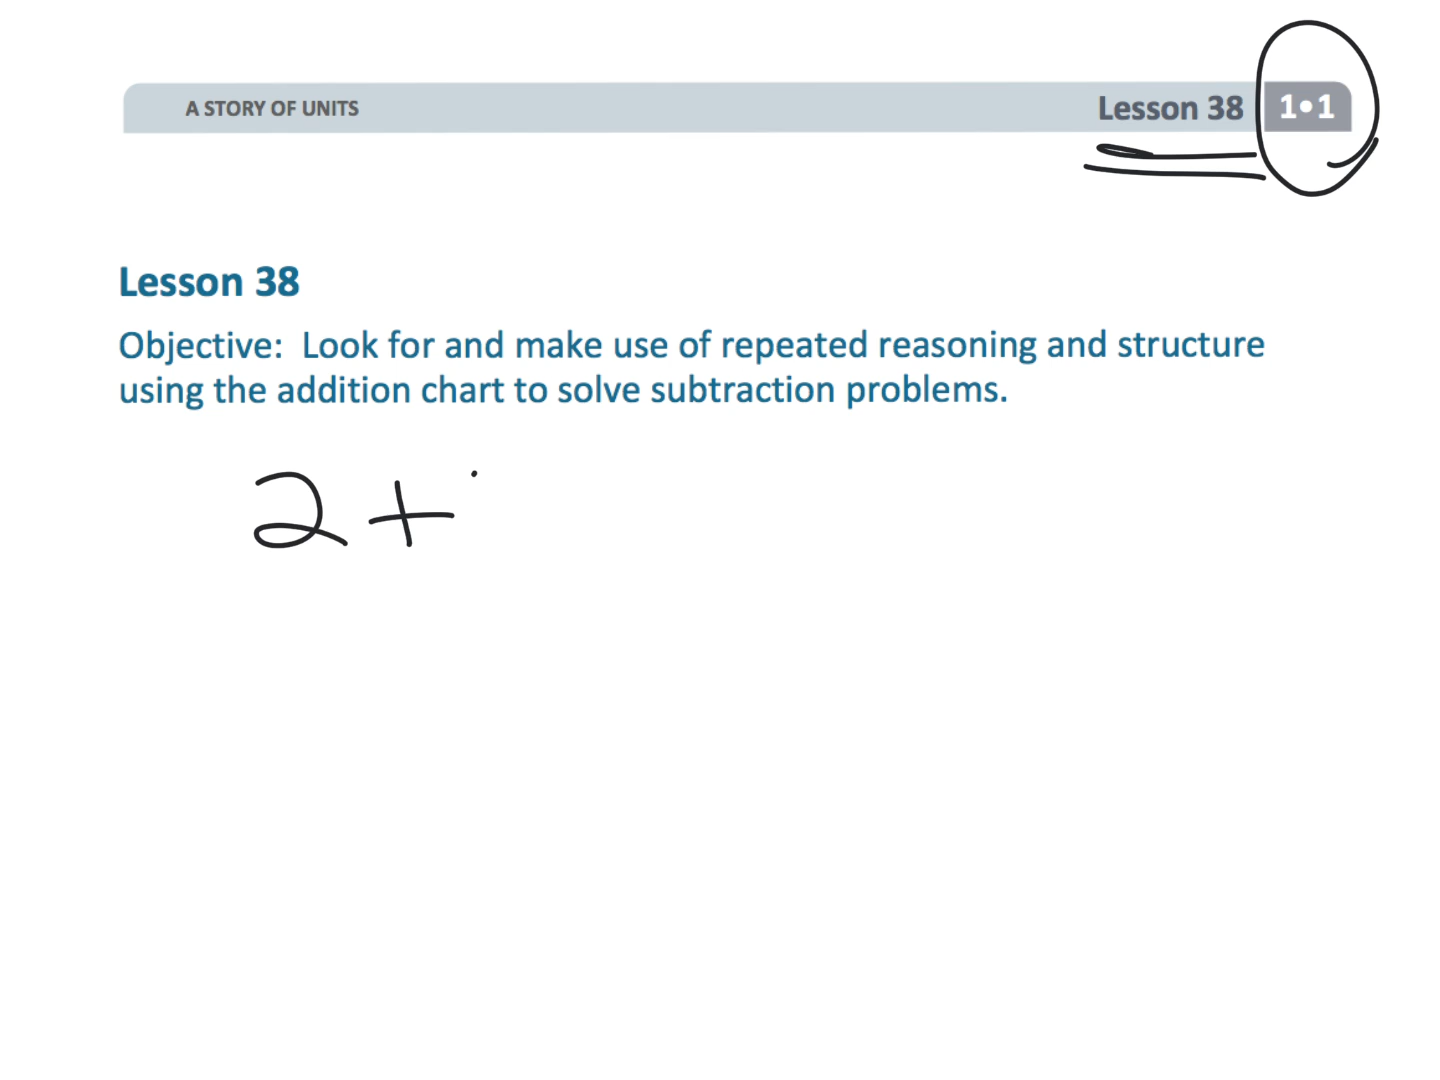 A STORY OF UNITS Lesson 38 1•1
Lesson 38
Objective: Look for and make use of repeated reasoning and structure
using the addition chart to solve subtraction problems.
2 +